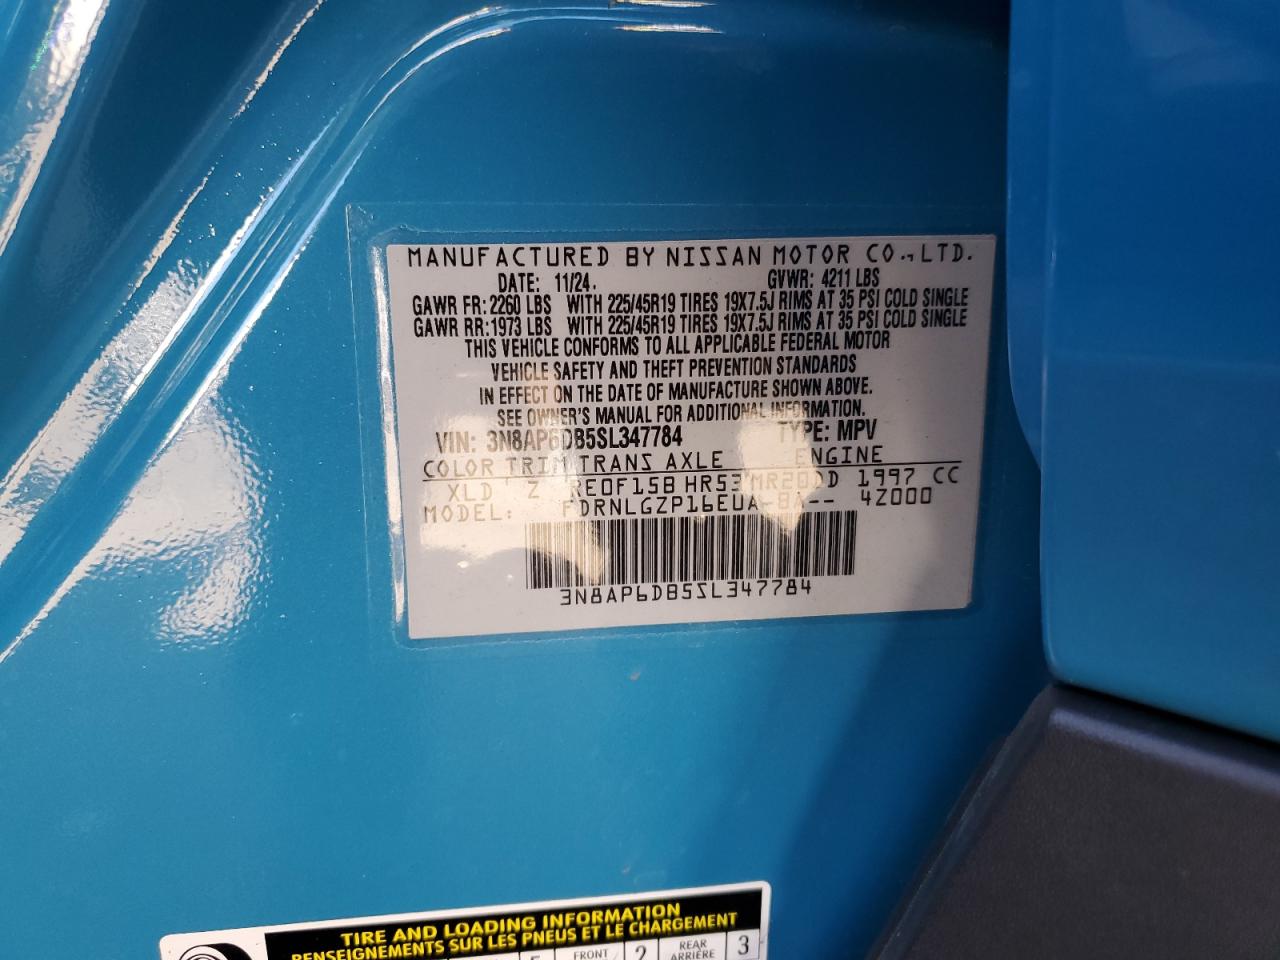 MANUFACTURED BY NISSAN MOTOR CO., LTD.
DATE: 11/24. GVWR: 4211 LBS
GAWR FR: 2260 LBS WITH 225/45R19 TIRES 19X7.5J RIMS AT 35 PSI COLD SINGLE
GAWR RR: 1973 LBS WITH 225/45R19 TIRES 19X7.5J RIMS AT 35 PSI COLD SINGLE
THIS VEHICLE CONFORMS TO ALL APPLICABLE FEDERAL MOTOR
VEHICLE SAFETY AND THEFT PREVENTION STANDARDS
IN EFFECT ON THE DATE OF MANUFACTURE SHOWN ABOVE.
SEE OWNER'S MANUAL FOR ADDITIONAL INFORMATION.
VIN: 3N8AP6DB5SL347784 TYPE: MPV
COLOR TRIM TRANS AXLE ENGINE
XLD Z RE0F15B HR53 MR20DD 1997 CC
MODEL: FDRNLGZP16EUA-8A-- 4Z000
3N8AP6DB5SL347784
TIRE AND LOADING INFORMATION
RENSEIGNEMENTS SUR LES PNEUS ET LE CHARGEMENT
5 FRONT 2 REAR ARRIÈRE 3